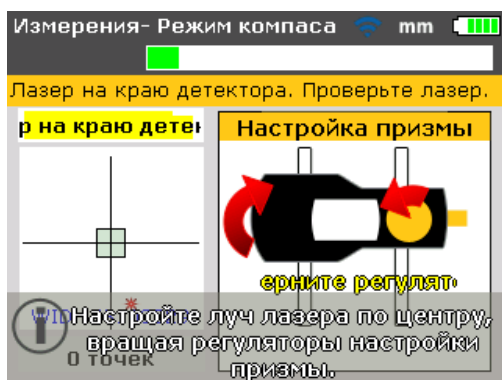 Измерения- Режим компаса mm
Лазер на краю детектора. Проверьте лазер.
р на краю дете
Настройка призмы
ерните регулят
Настройте луч лазера по центру,
вращая регуляторы настройки
призмы.
0 точек